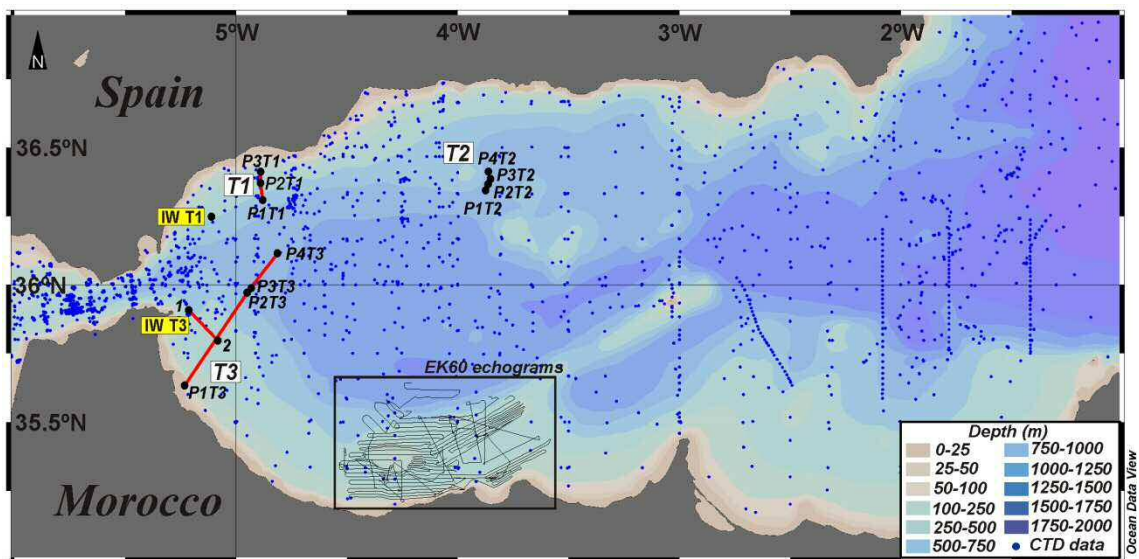 5ºW
4ºW
3ºW
2ºW
N
Spain
36.5ºN
P3T1
T1
P2T1
P1T1
IW T1
T2
P4T2
P3T2
P2T2
P1T2
P4T3
36ºN
P3T3
P2T3
1
IW T3
2
T3
P1T3
EK60 echograms
35.5ºN
Morocco
Depth (m)
0-25
750-1000
25-50
1000-1250
50-100
1250-1500
100-250
1500-1750
250-500
1750-2000
500-750
CTD data
Ocean Data View